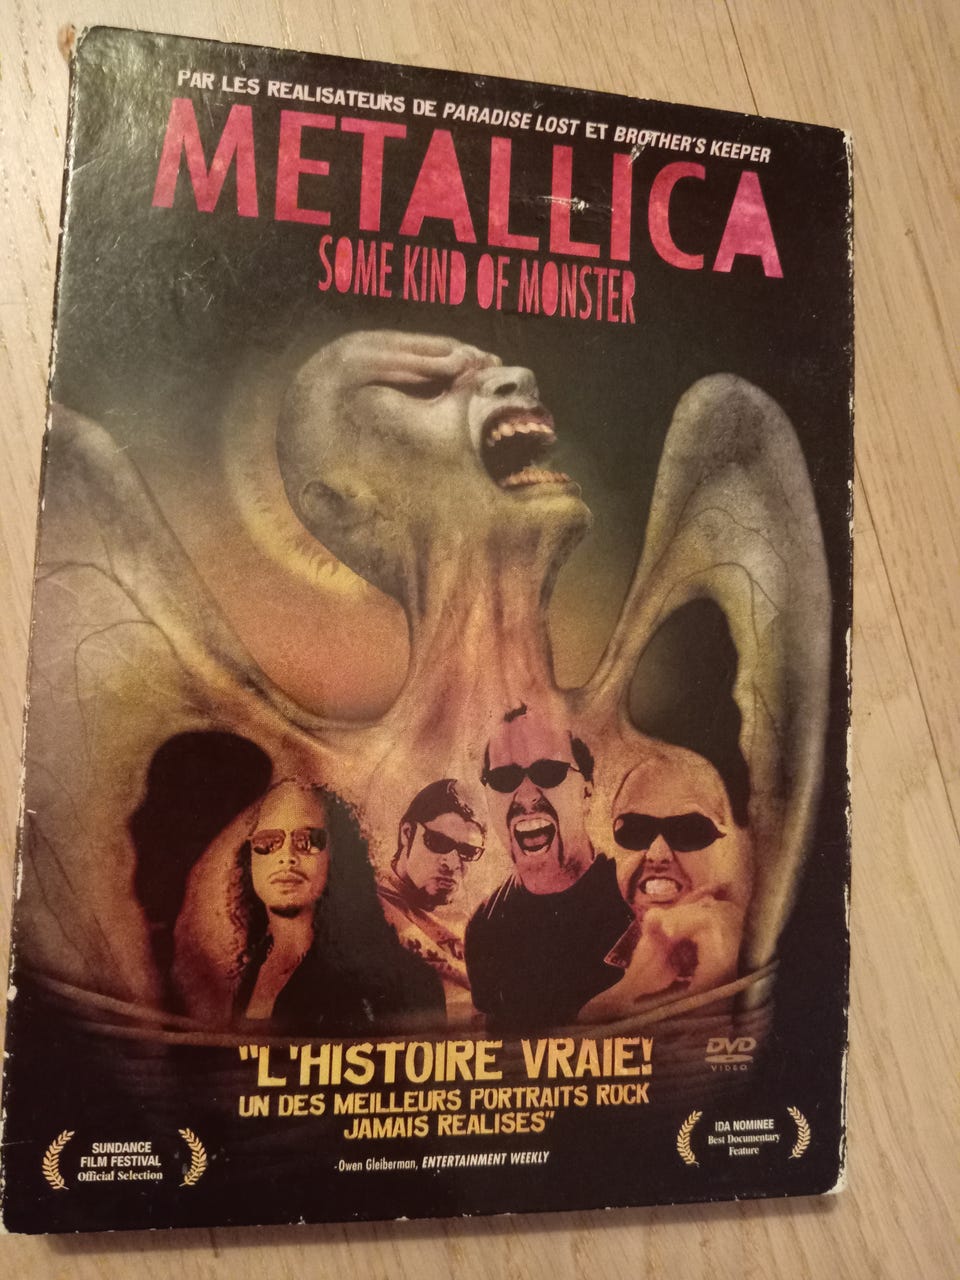 PAR LES REALISATEURS DE PARADISE LOST ET BROTHER'S KEEPER
METALLICA
SOME KIND OF MONSTER
"L'HISTOIRE VRAIE!
UN DES MEILLEURS PORTRAITS ROCK
JAMAIS REALISES"
-Owen Gleiberman, ENTERTAINMENT WEEKLY
DVD
VIDEO
SUNDANCE
FILM FESTIVAL
Official Selection
IDA NOMINEE
Best Documentary
Feature